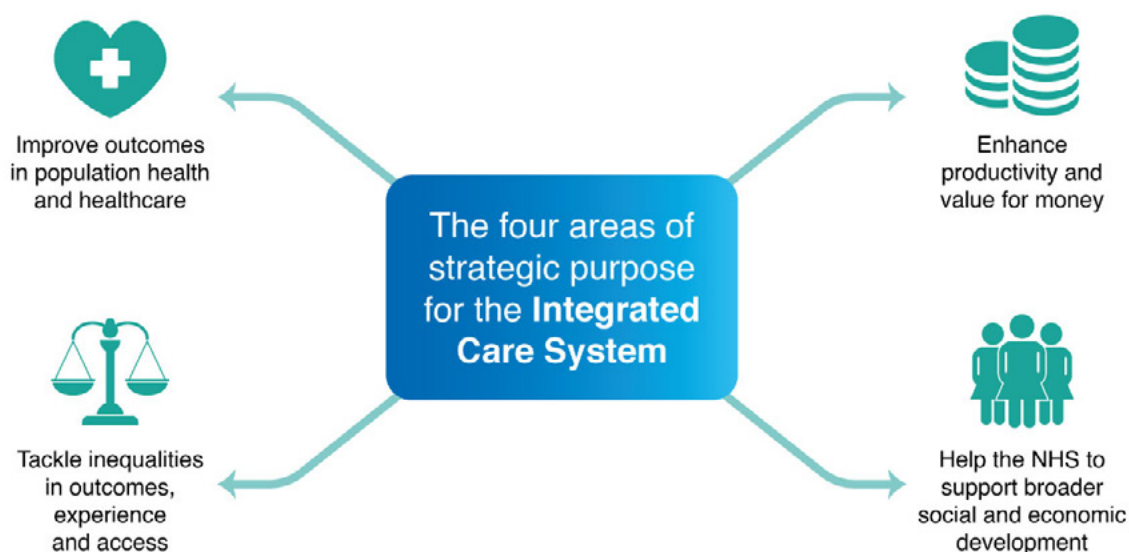 Improve outcomes
in population health
and healthcare
Enhance
productivity and
value for money
The four areas of
strategic purpose
for the Integrated
Care System
Tackle inequalities
in outcomes,
experience
and access
Help the NHS to
support broader
social and economic
development